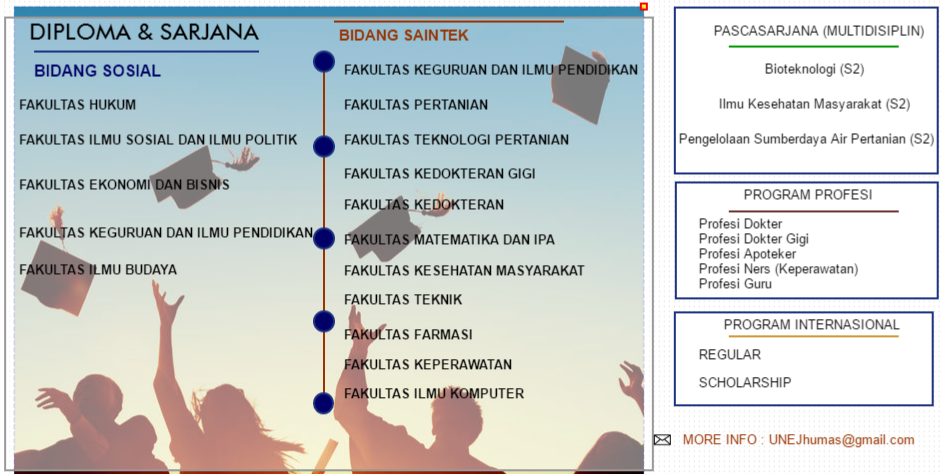 DIPLOMA & SARJANA
BIDANG SOSIAL
FAKULTAS HUKUM
FAKULTAS ILMU SOSIAL DAN ILMU POLITIK
FAKULTAS EKONOMI DAN BISNIS
FAKULTAS KEGURUAN DAN ILMU PENDIDIKAN
FAKULTAS ILMU BUDAYA
BIDANG SAINTEK
FAKULTAS KEGURUAN DAN ILMU PENDIDIKAN
FAKULTAS PERTANIAN
FAKULTAS TEKNOLOGI PERTANIAN
FAKULTAS KEDOKTERAN GIGI
FAKULTAS KEDOKTERAN
FAKULTAS MATEMATIKA DAN IPA
FAKULTAS KESEHATAN MASYARAKAT
FAKULTAS TEKNIK
FAKULTAS FARMASI
FAKULTAS KEPERAWATAN
FAKULTAS ILMU KOMPUTER
PASCASARJANA (MULTIDISIPLIN)
Bioteknologi (S2)
Ilmu Kesehatan Masyarakat (S2)
Pengelolaan Sumberdaya Air Pertanian (S2)
PROGRAM PROFESI
Profesi Dokter
Profesi Dokter Gigi
Profesi Apoteker
Profesi Ners (Keperawatan)
Profesi Guru
PROGRAM INTERNASIONAL
REGULAR
SCHOLARSHIP
MORE INFO : UNEJhumas@gmail.com